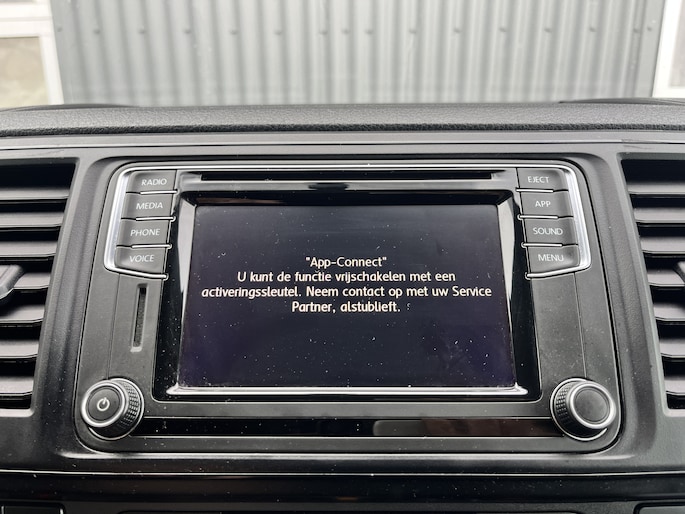 RADIO
MEDIA
PHONE
VOICE
EJECT
APP
SOUND
MENU
"App-Connect"
U kunt de functie vrijschakelen met een
activeringssleutel. Neem contact op met uw Service
Partner, alstublieft.